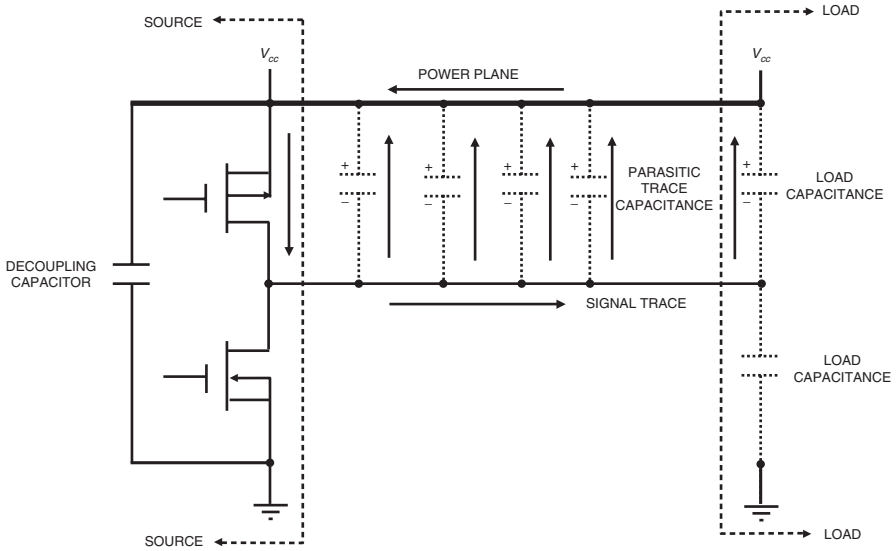 SOURCE
LOAD
Vcc
Vcc
POWER PLANE
+
+
+
+
+
–
–
–
–
–
PARASITIC
TRACE
CAPACITANCE
LOAD
CAPACITANCE
DECOUPLING
CAPACITOR
SIGNAL TRACE
LOAD
CAPACITANCE
SOURCE
LOAD